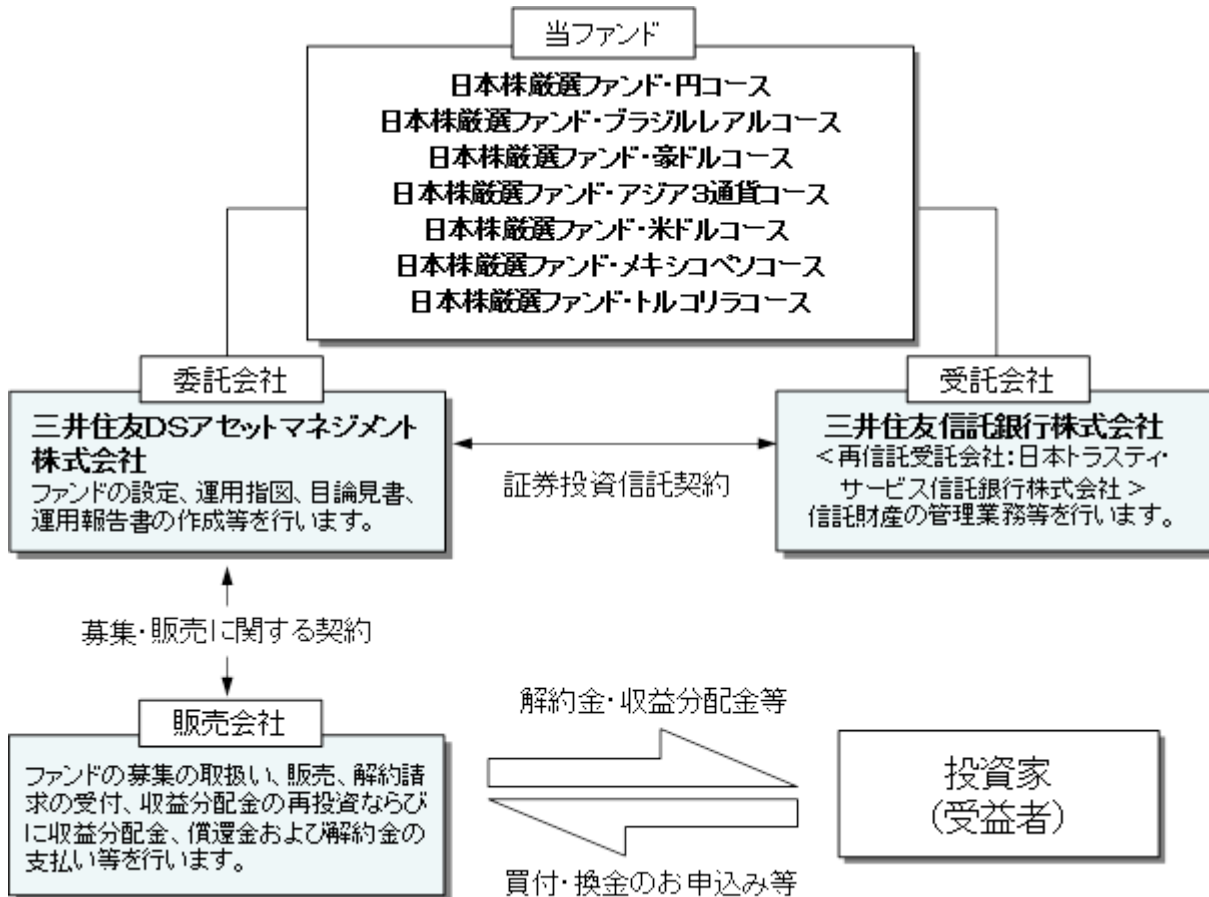 当ファンド
日本株厳選ファンド・円コース
日本株厳選ファンド・ブラジルレアルコース
日本株厳選ファンド・豪ドルコース
日本株厳選ファンド・アジア3通貨コース
日本株厳選ファンド・米ドルコース
日本株厳選ファンド・メキシコペソコース
日本株厳選ファンド・トルコリラコース
委託会社
三井住友DSアセットマネジメント
株式会社
ファンドの設定、運用指図、目論見書、
運用報告書の作成等を行います。
証券投資信託契約
受託会社
三井住友信託銀行株式会社
<再信託受託会社:日本トラスティ・
サービス信託銀行株式会社>
信託財産の管理業務等を行います。
募集・販売に関する契約
販売会社
ファンドの募集の取扱い、販売、解約請
求の受付、収益分配金の再投資ならび
に収益分配金、償還金および解約金の
支払い等を行います。
解約金・収益分配金等
買付・換金のお申込み等
投資家
(受益者)